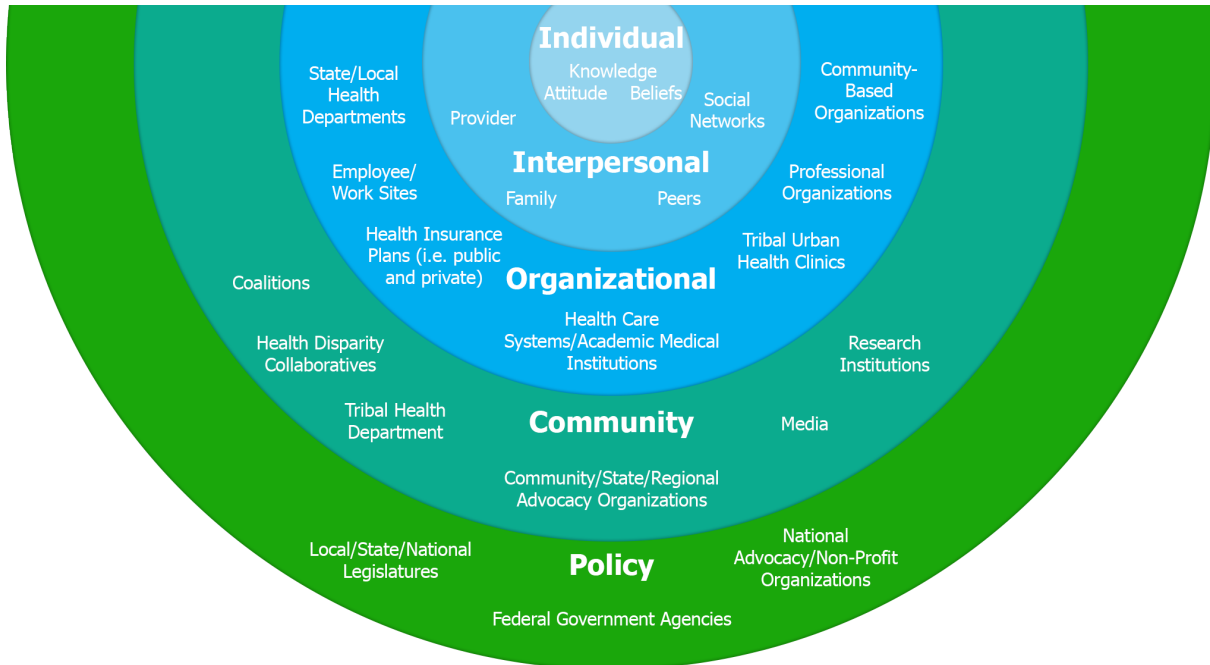 Individual
Knowledge
Attitude Beliefs
Provider
Social
Networks
Interpersonal
Family
Peers
State/Local
Health
Departments
Employee/
Work Sites
Health Insurance
Plans (i.e. public
and private)
Community-
Based
Organizations
Professional
Organizations
Tribal Urban
Health Clinics
Organizational
Health Care
Systems/Academic Medical
Institutions
Coalitions
Health Disparity
Collaboratives
Tribal Health
Department
Research
Institutions
Media
Community
Community/State/Regional
Advocacy Organizations
Local/State/National
Legislatures
Policy
National
Advocacy/Non-Profit
Organizations
Federal Government Agencies